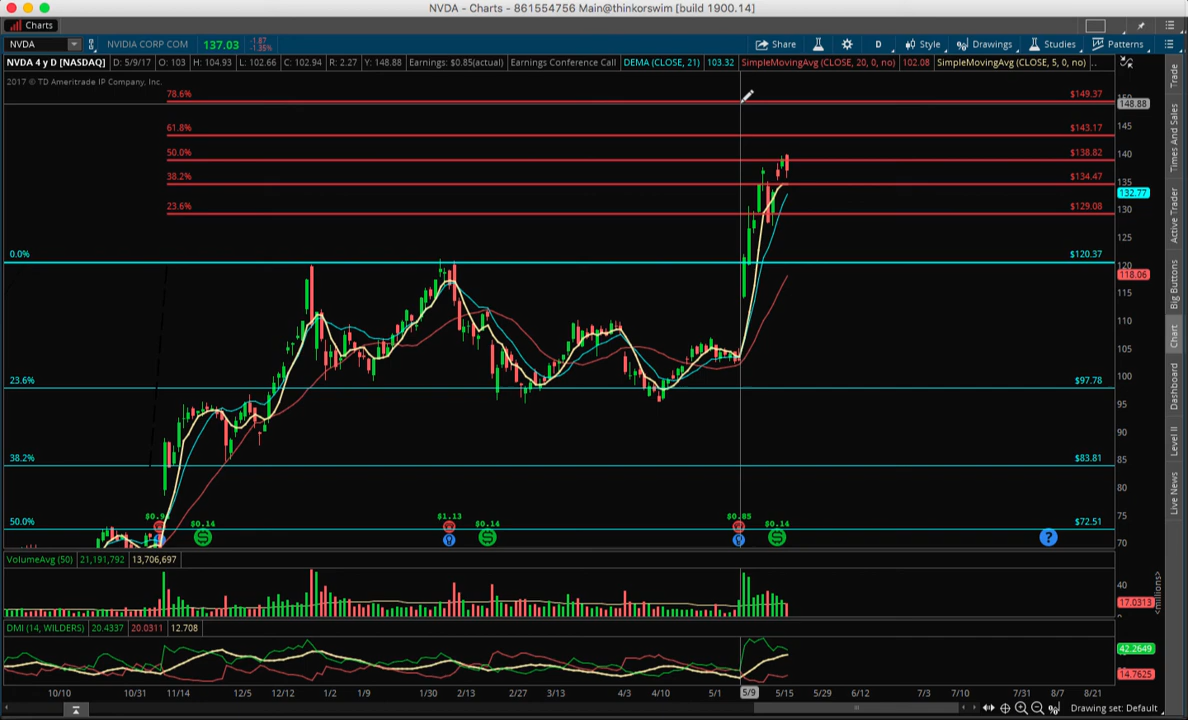 NVDA - Charts - 861554756 Main@thinkorswim [build 1900.14]
Charts
NVDA NVIDIA CORP COM 137.03 -1.87 -1.35% Share D Style Drawings Studies Patterns
NVDA 4 y D [NASDAQ] D: 5/9/17 O: 103 H: 104.93 L: 102.66 C: 102.94 R: 2.27 Y: 148.88 Earnings: $0.85(actual) Earnings Conference Call DEMA (CLOSE, 21) 103.32 SimpleMovingAvg (CLOSE, 20, 0, no) 102.08 SimpleMovingAvg (CLOSE, 5, 0, no) ..
2017 © TD Ameritrade IP Company, Inc.
78.6% $149.37
150
148.88
145
61.8% $143.17
140
50.0% $138.82
38.2% $134.47
135
132.77
130
23.6% $129.08
125
0.0% $120.37
120
118.06
115
110
105
100
23.6% $97.78
95
90
85
38.2% $83.81
80
75
$0.14 $1.13 $0.14 $0.85 $0.14
50.0% $72.51
70
?
VolumeAvg (50) 21,191,792 13,706,697
40
17.0313
0
<millions>
DMI (14, WILDERS) 20.4337 20.0311 12.708
42.2649
14.7625
10/10 10/31 11/14 12/5 12/12 1/2 1/9 1/30 2/13 2/27 3/13 4/3 4/10 5/1 5/9 5/15 5/29 6/12 7/3 7/10 7/31 8/7 8/21
Drawing set: Default
Trade
Times And Sales
Active Trader
Big Buttons
Chart
Dashboard
Level II
Live News